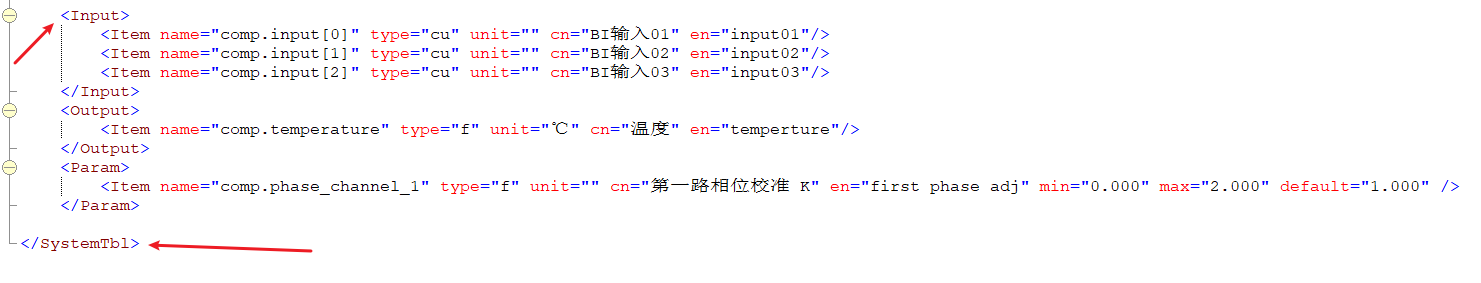 <Input>
<Item name="comp.input[0]" type="cu" unit="" cn="BI输入01" en="input01"/>
<Item name="comp.input[1]" type="cu" unit="" cn="BI输入02" en="input02"/>
<Item name="comp.input[2]" type="cu" unit="" cn="BI输入03" en="input03"/>
</Input>
<Output>
<Item name="comp.temperature" type="f" unit="℃" cn="温度" en="temperture"/>
</Output>
<Param>
<Item name="comp.phase_channel_1" type="f" unit="" cn="第一路相位校准 K" en="first phase adj" min="0.000" max="2.000" default="1.000" />
</Param>
</SystemTbl>